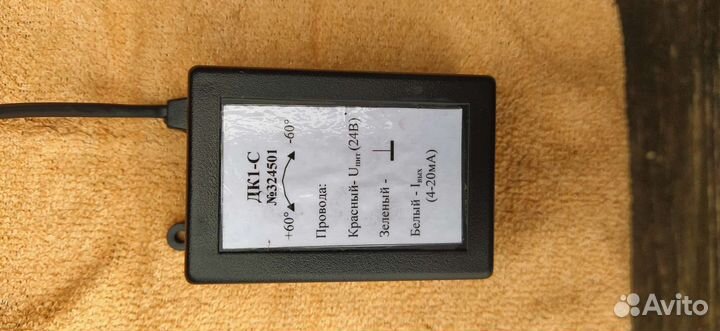 ДК1-С
№324501
+60° -60°
Провода:
Красный- Uпит.(24В)
Зеленый -
Белый - Iвых
(4-20мА)
Avito